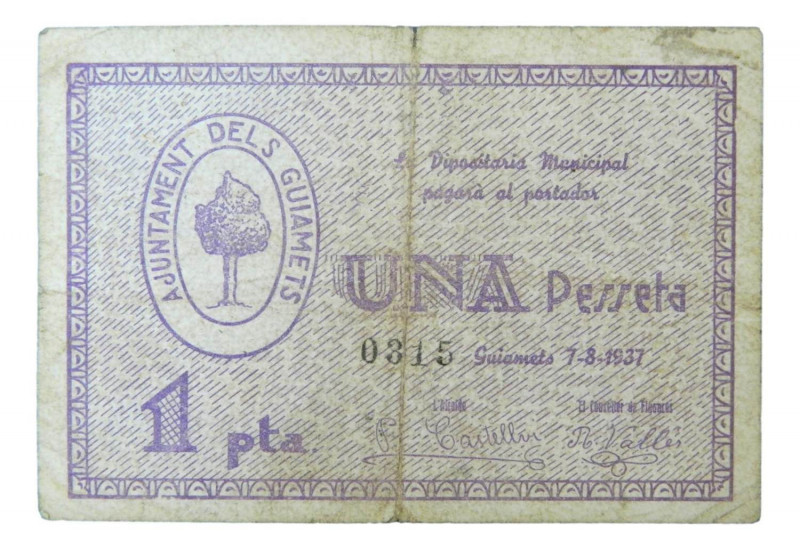 AJUNTAMENT DELS GUIAMETS
La Dipositaria Municipal
pagarà al portador
UNA Pesseta
0315 Guiamets 7-8-1937
L'Alcalde El Conseller de Finances
R. Vallès
1 pta.